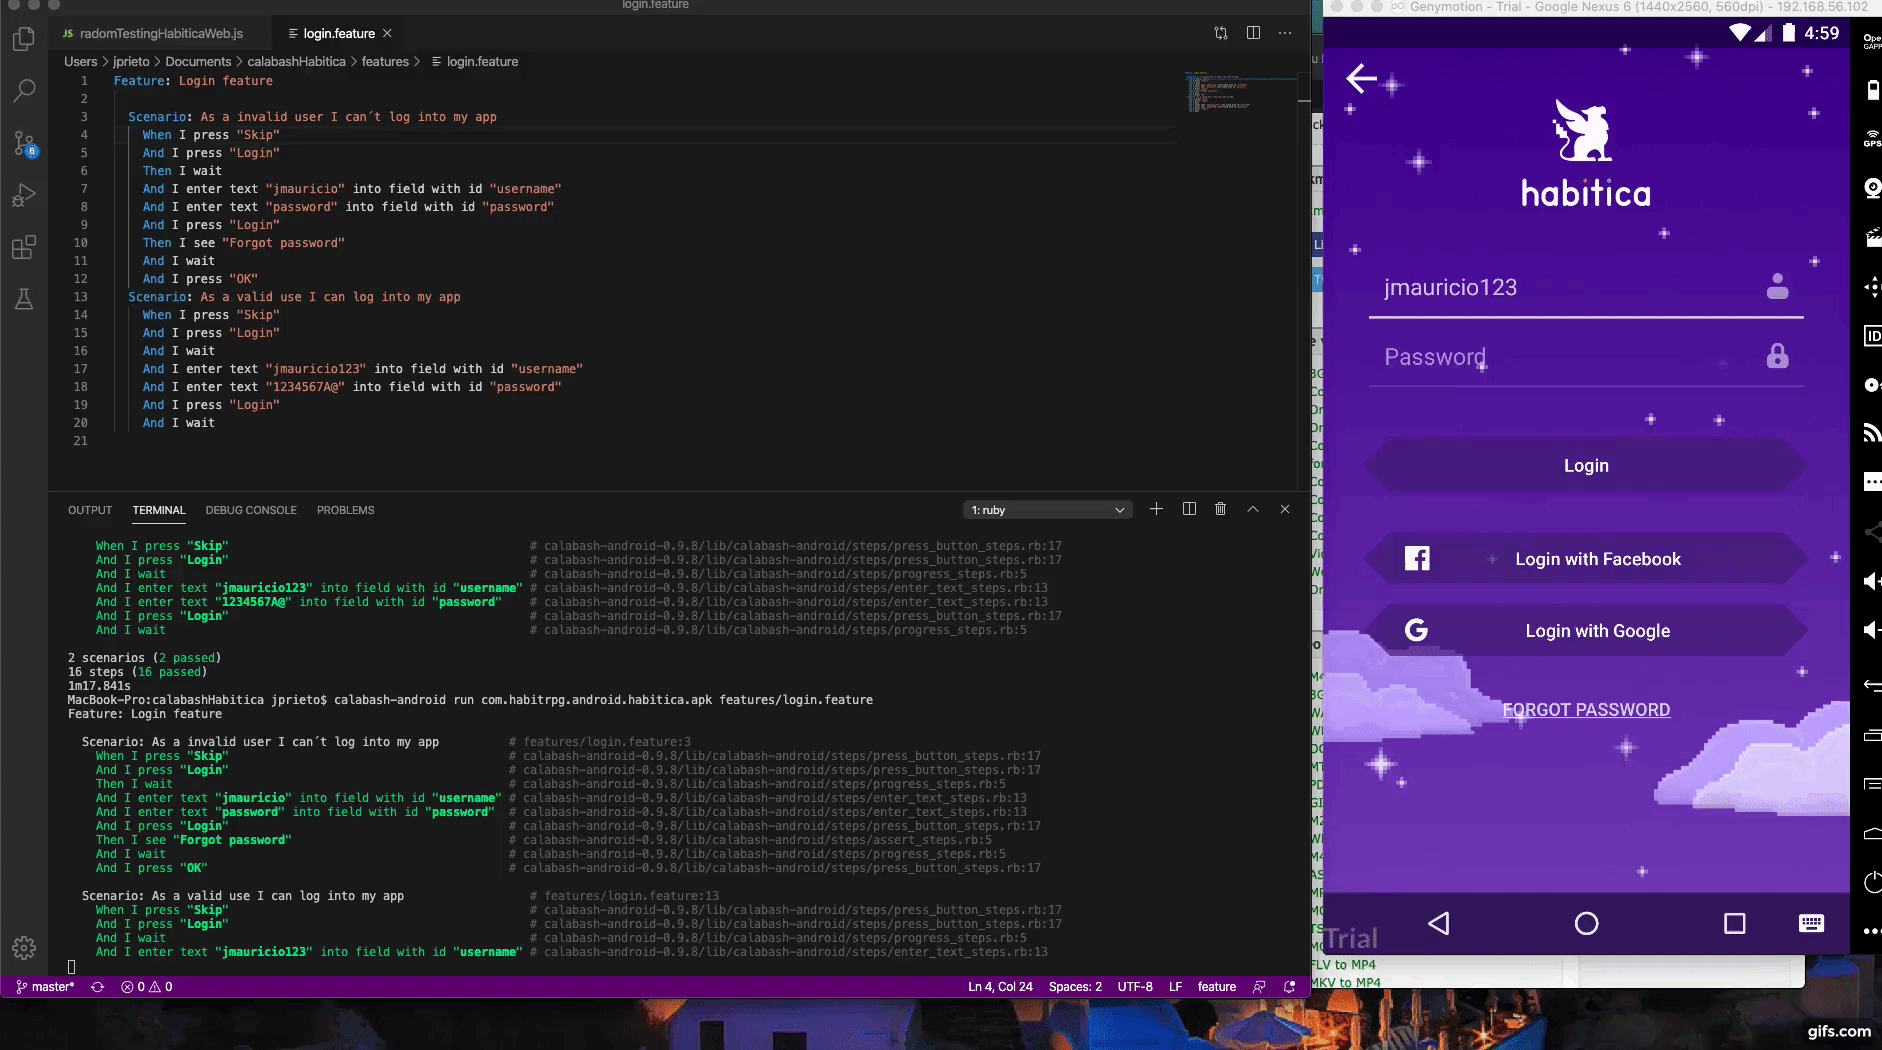 login.feature
JS radomTestingHabiticaWeb.js
login.feature
Users > jprieto > Documents > calabashHabitica > features > login.feature
1 Feature: Login feature
2
3 Scenario: As a invalid user I can´t log into my app
4 When I press "Skip"
5 And I press "Login"
6 Then I wait
7 And I enter text "jmauricio" into field with id "username"
8 And I enter text "password" into field with id "password"
9 And I press "Login"
10 Then I see "Forgot password"
11 And I wait
12 And I press "OK"
13 Scenario: As a valid use I can log into my app
14 When I press "Skip"
15 And I press "Login"
16 And I wait
17 And I enter text "jmauricio123" into field with id "username"
18 And I enter text "1234567A@" into field with id "password"
19 And I press "Login"
20 And I wait
21
6
OUTPUT TERMINAL DEBUG CONSOLE PROBLEMS
1: ruby
When I press "Skip" # calabash-android-0.9.8/lib/calabash-android/steps/press_button_steps.rb:17
And I press "Login" # calabash-android-0.9.8/lib/calabash-android/steps/press_button_steps.rb:17
And I wait # calabash-android-0.9.8/lib/calabash-android/steps/progress_steps.rb:5
And I enter text "jmauricio123" into field with id "username" # calabash-android-0.9.8/lib/calabash-android/steps/enter_text_steps.rb:13
And I enter text "1234567A@" into field with id "password" # calabash-android-0.9.8/lib/calabash-android/steps/enter_text_steps.rb:13
And I press "Login" # calabash-android-0.9.8/lib/calabash-android/steps/press_button_steps.rb:17
And I wait # calabash-android-0.9.8/lib/calabash-android/steps/progress_steps.rb:5
2 scenarios (2 passed)
16 steps (16 passed)
1m17.841s
MacBook-Pro:calabashHabitica jprieto$ calabash-android run com.habitrpg.android.habitica.apk features/login.feature
Feature: Login feature
Scenario: As a invalid user I can´t log into my app # features/login.feature:3
When I press "Skip" # calabash-android-0.9.8/lib/calabash-android/steps/press_button_steps.rb:17
And I press "Login" # calabash-android-0.9.8/lib/calabash-android/steps/press_button_steps.rb:17
Then I wait # calabash-android-0.9.8/lib/calabash-android/steps/progress_steps.rb:5
And I enter text "jmauricio" into field with id "username" # calabash-android-0.9.8/lib/calabash-android/steps/enter_text_steps.rb:13
And I enter text "password" into field with id "password" # calabash-android-0.9.8/lib/calabash-android/steps/enter_text_steps.rb:13
And I press "Login" # calabash-android-0.9.8/lib/calabash-android/steps/press_button_steps.rb:17
Then I see "Forgot password" # calabash-android-0.9.8/lib/calabash-android/steps/assert_steps.rb:5
And I wait # calabash-android-0.9.8/lib/calabash-android/steps/progress_steps.rb:5
And I press "OK" # calabash-android-0.9.8/lib/calabash-android/steps/press_button_steps.rb:17
Scenario: As a valid use I can log into my app # features/login.feature:13
When I press "Skip" # calabash-android-0.9.8/lib/calabash-android/steps/press_button_steps.rb:17
And I press "Login" # calabash-android-0.9.8/lib/calabash-android/steps/press_button_steps.rb:17
And I wait # calabash-android-0.9.8/lib/calabash-android/steps/progress_steps.rb:5
And I enter text "jmauricio123" into field with id "username" # calabash-android-0.9.8/lib/calabash-android/steps/enter_text_steps.rb:13
master* 0 0 Ln 4, Col 24 Spaces: 2 UTF-8 LF feature
Genymotion - Trial - Google Nexus 6 (1440x2560, 560dpi) - 192.168.56.102
4:59
habitica
jmauricio123
Password
Login
Login with Facebook
G Login with Google
FORGOT PASSWORD
Trial
GPS
ID
FLV to MP4
MKV to MP4
gifs.com